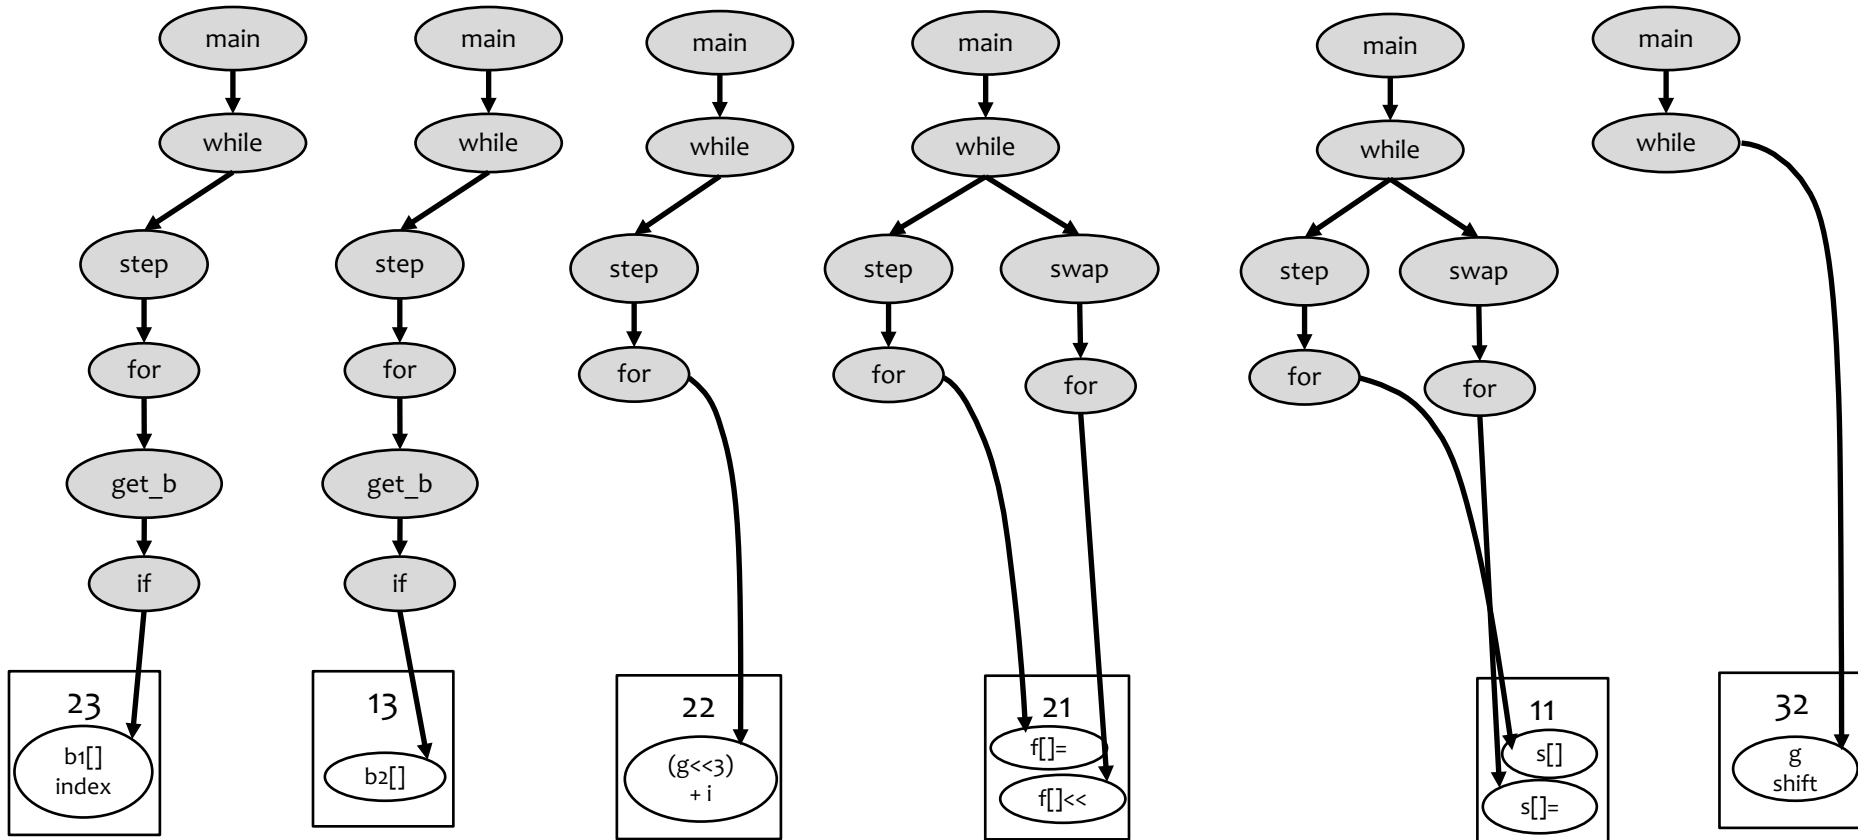 main
while
step
for
get_b
if
23
b1[]
index
main
while
step
for
get_b
if
13
b2[]
main
while
step
for
22
(g<<3)
+ i
main
while
step
swap
for
for
21
f[]=
f[]<<
main
while
step
swap
for
for
11
s[]
s[]=
main
while
32
g
shift